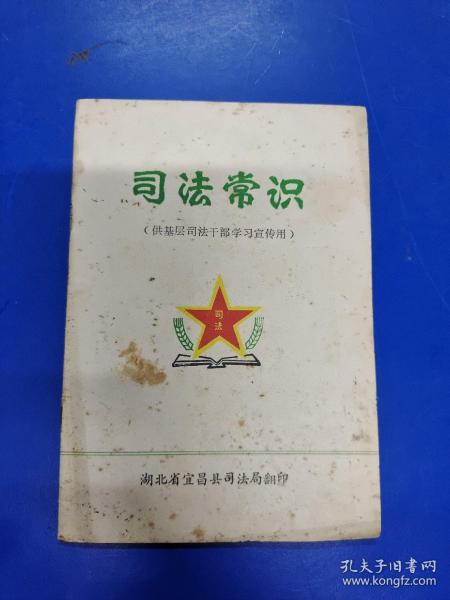 司法常识
（供基层司法干部学习宣传用）
司
法
湖北省宜昌县司法局翻印
孔夫子旧书网
www.kongfz.com